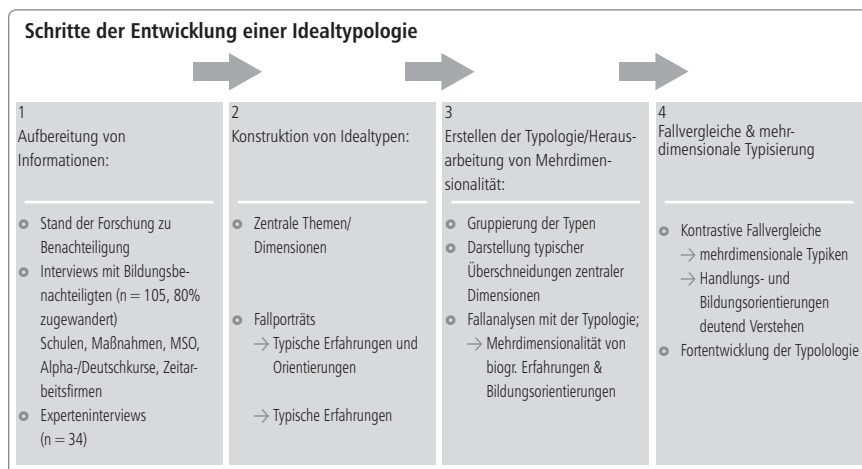 Schritte der Entwicklung einer Idealtypologie
1
Aufbereitung von
Informationen:
Stand der Forschung zu
Benachteiligung
Interviews mit Bildungsbe-
nachteiligten (n = 105, 80%
zugewandert)
Schulen, Maßnahmen, MSO,
Alpha-/Deutschkurse, Zeitar-
beitsfirmen
Experteninterviews
(n = 34)
2
Konstruktion von Idealtypen:
Zentrale Themen/
Dimensionen
Fallporträts
→ Typische Erfahrungen und
Orientierungen
→ Typische Erfahrungen
3
Erstellen der Typologie/Heraus-
arbeitung von Mehrdimen-
sionalität:
Gruppierung der Typen
Darstellung typischer
Überschneidungen zentraler
Dimensionen
Fallanalysen mit der Typologie;
→ Mehrdimensionalität von
biogr. Erfahrungen &
Bildungsorientierungen
4
Fallvergleiche & mehr-
dimensionale Typisierung
Kontrastive Fallvergleiche
→ mehrdimensionale Typiken
→ Handlungs- und
Bildungsorientierungen
deutend Verstehen
Fortentwicklung der Typolologie